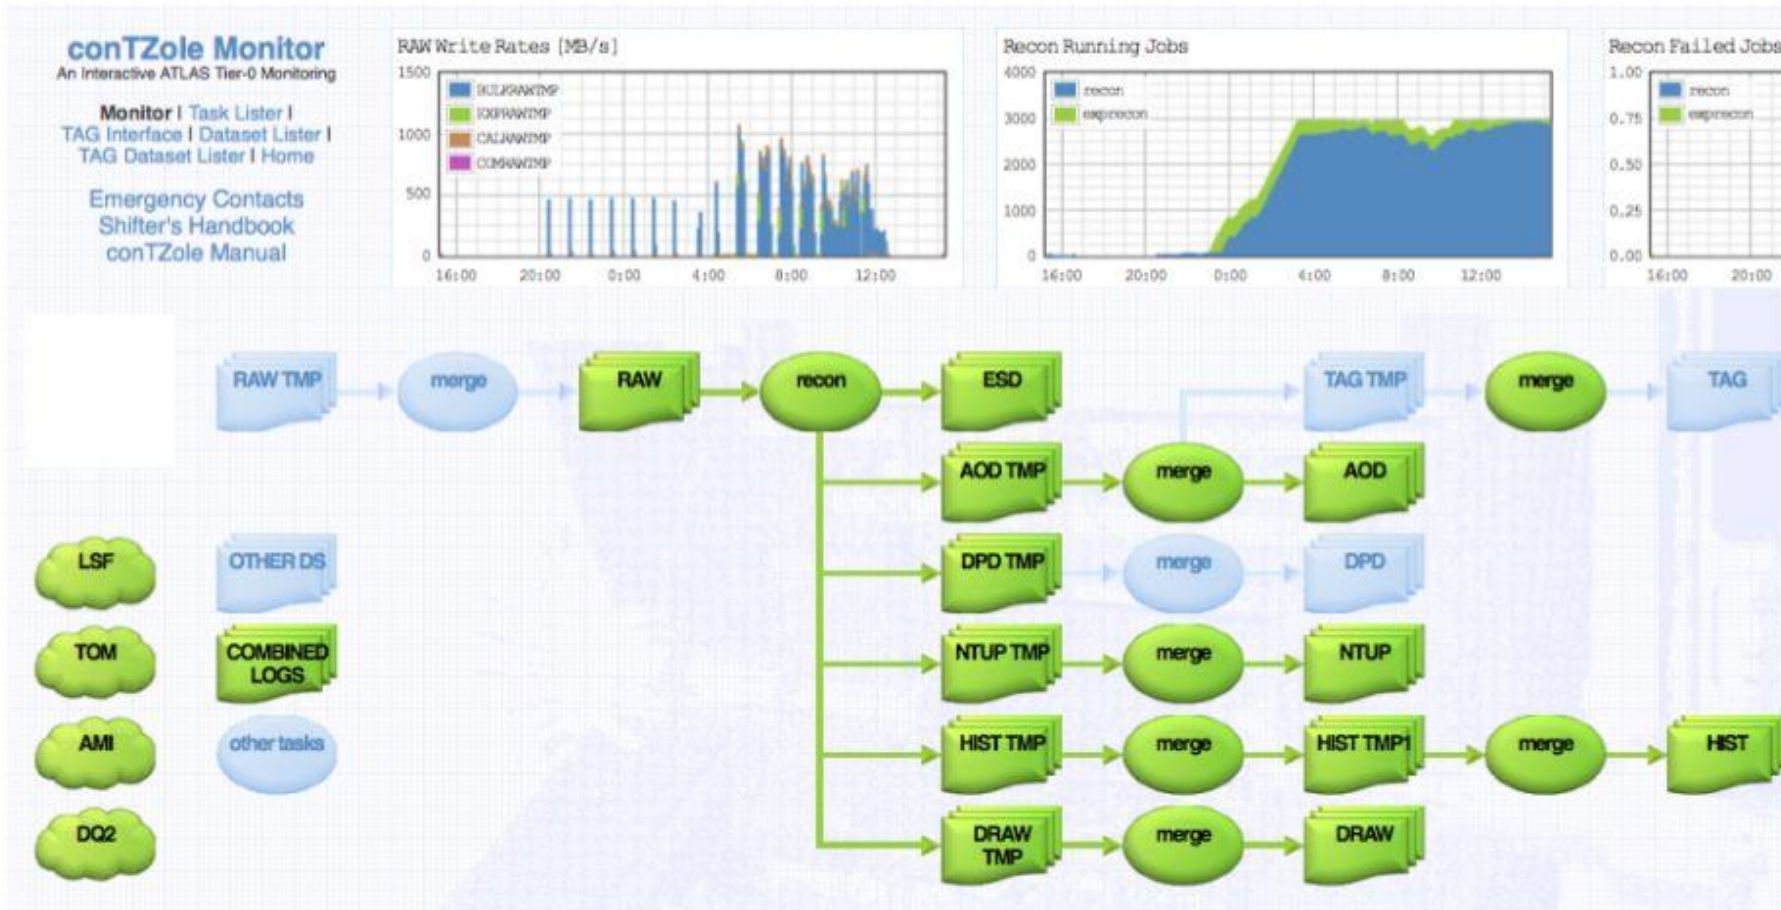 conTZole Monitor
An Interactive ATLAS Tier-0 Monitoring
Monitor | Task Lister |
TAG Interface | Dataset Lister |
TAG Dataset Lister | Home
Emergency Contacts
Shifter's Handbook
conTZole Manual
RAW Write Rates [MB/s]
1500
1000
500
0
BULKRAWTMP
EXPRAWTMP
CALRAWTMP
COMRAWTMP
16:00 20:00 0:00 4:00 8:00 12:00
Recon Running Jobs
4000
3000
2000
1000
0
recon
exprecon
16:00 20:00 0:00 4:00 8:00 12:00
Recon Failed Jobs
1.00
0.75
0.50
0.25
0.00
recon
exprecon
16:00 20:00
RAW TMP merge RAW recon ESD TAG TMP merge TAG
AOD TMP merge AOD
LSF OTHER DS DPD TMP merge DPD
TOM COMBINED LOGS NTUP TMP merge NTUP
AMI other tasks HIST TMP merge HIST TMP1 merge HIST
DQ2 DRAW TMP merge DRAW